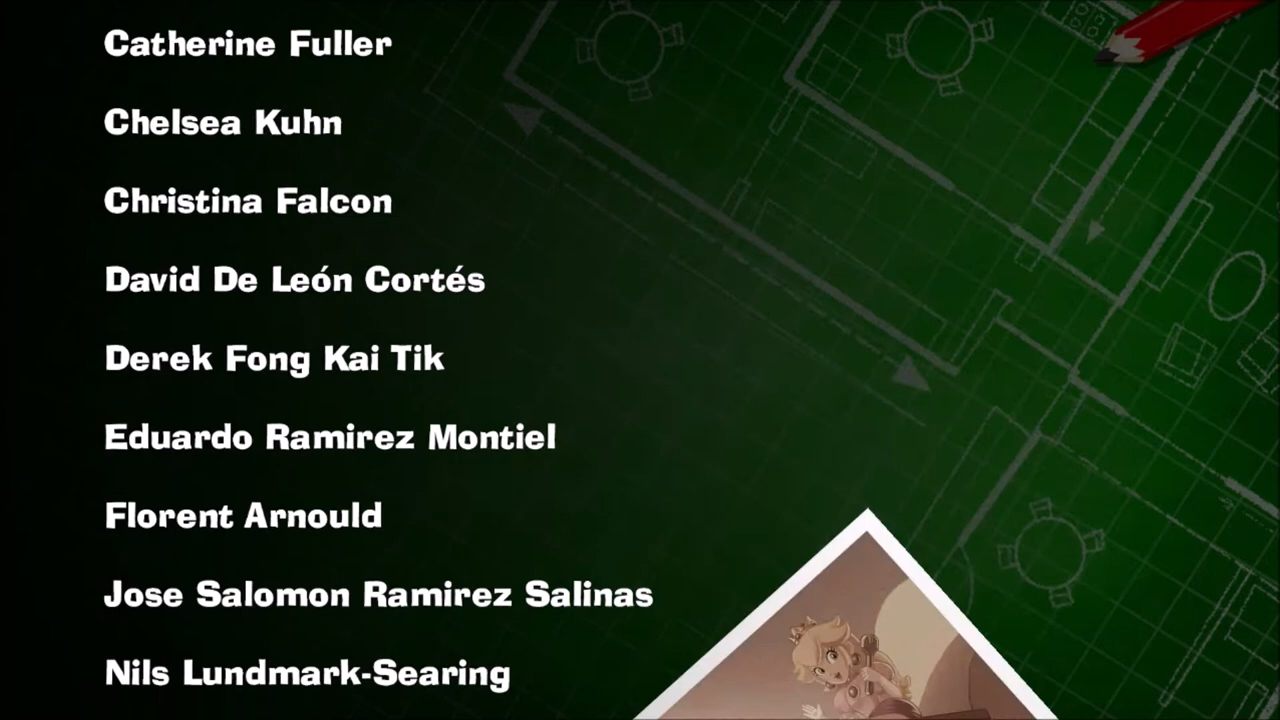 Catherine Fuller
Chelsea Kuhn
Christina Falcon
David De León Cortés
Derek Fong Kai Tik
Eduardo Ramirez Montiel
Florent Arnould
Jose Salomon Ramirez Salinas
Nils Lundmark-Searing